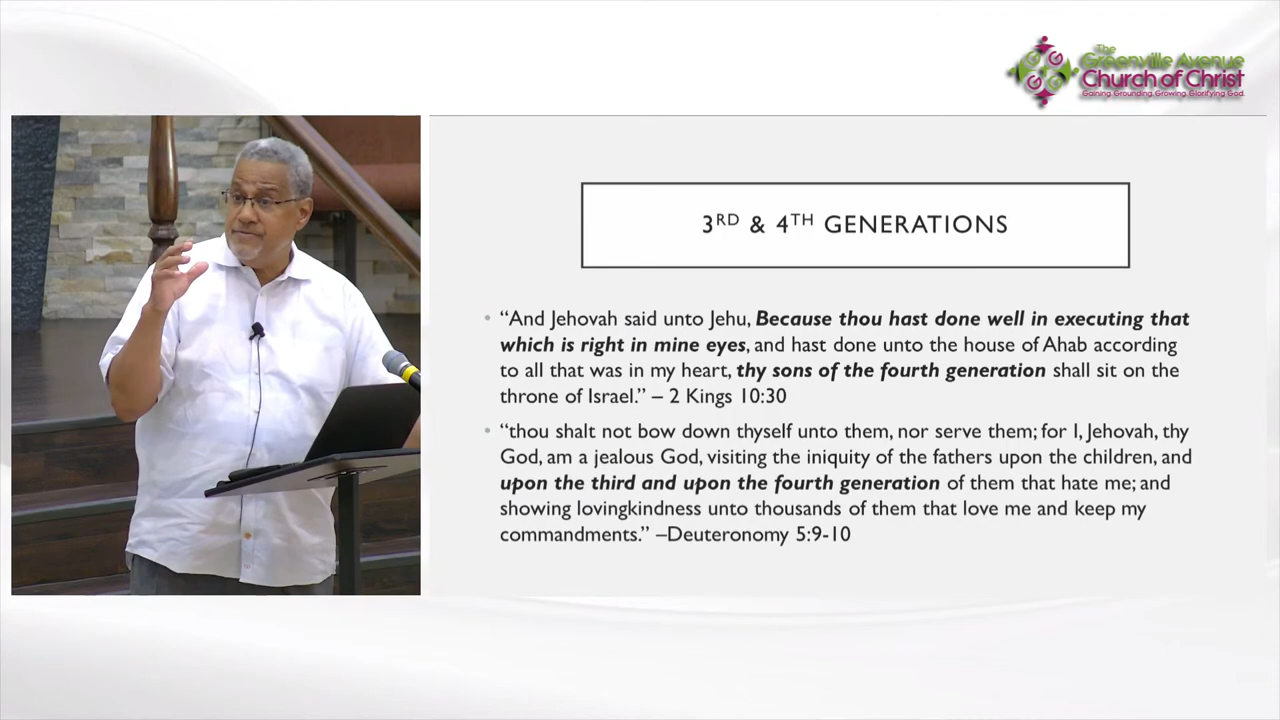 The
Greenville Avenue
Church of Christ
Gaining. Grounding. Growing. Glorifying God.
3RD & 4TH GENERATIONS
• “And Jehovah said unto Jehu, Because thou hast done well in executing that
which is right in mine eyes, and hast done unto the house of Ahab according
to all that was in my heart, thy sons of the fourth generation shall sit on the
throne of Israel.” – 2 Kings 10:30
• “thou shalt not bow down thyself unto them, nor serve them; for I, Jehovah, thy
God, am a jealous God, visiting the iniquity of the fathers upon the children, and
upon the third and upon the fourth generation of them that hate me; and
showing lovingkindness unto thousands of them that love me and keep my
commandments.” –Deuteronomy 5:9-10